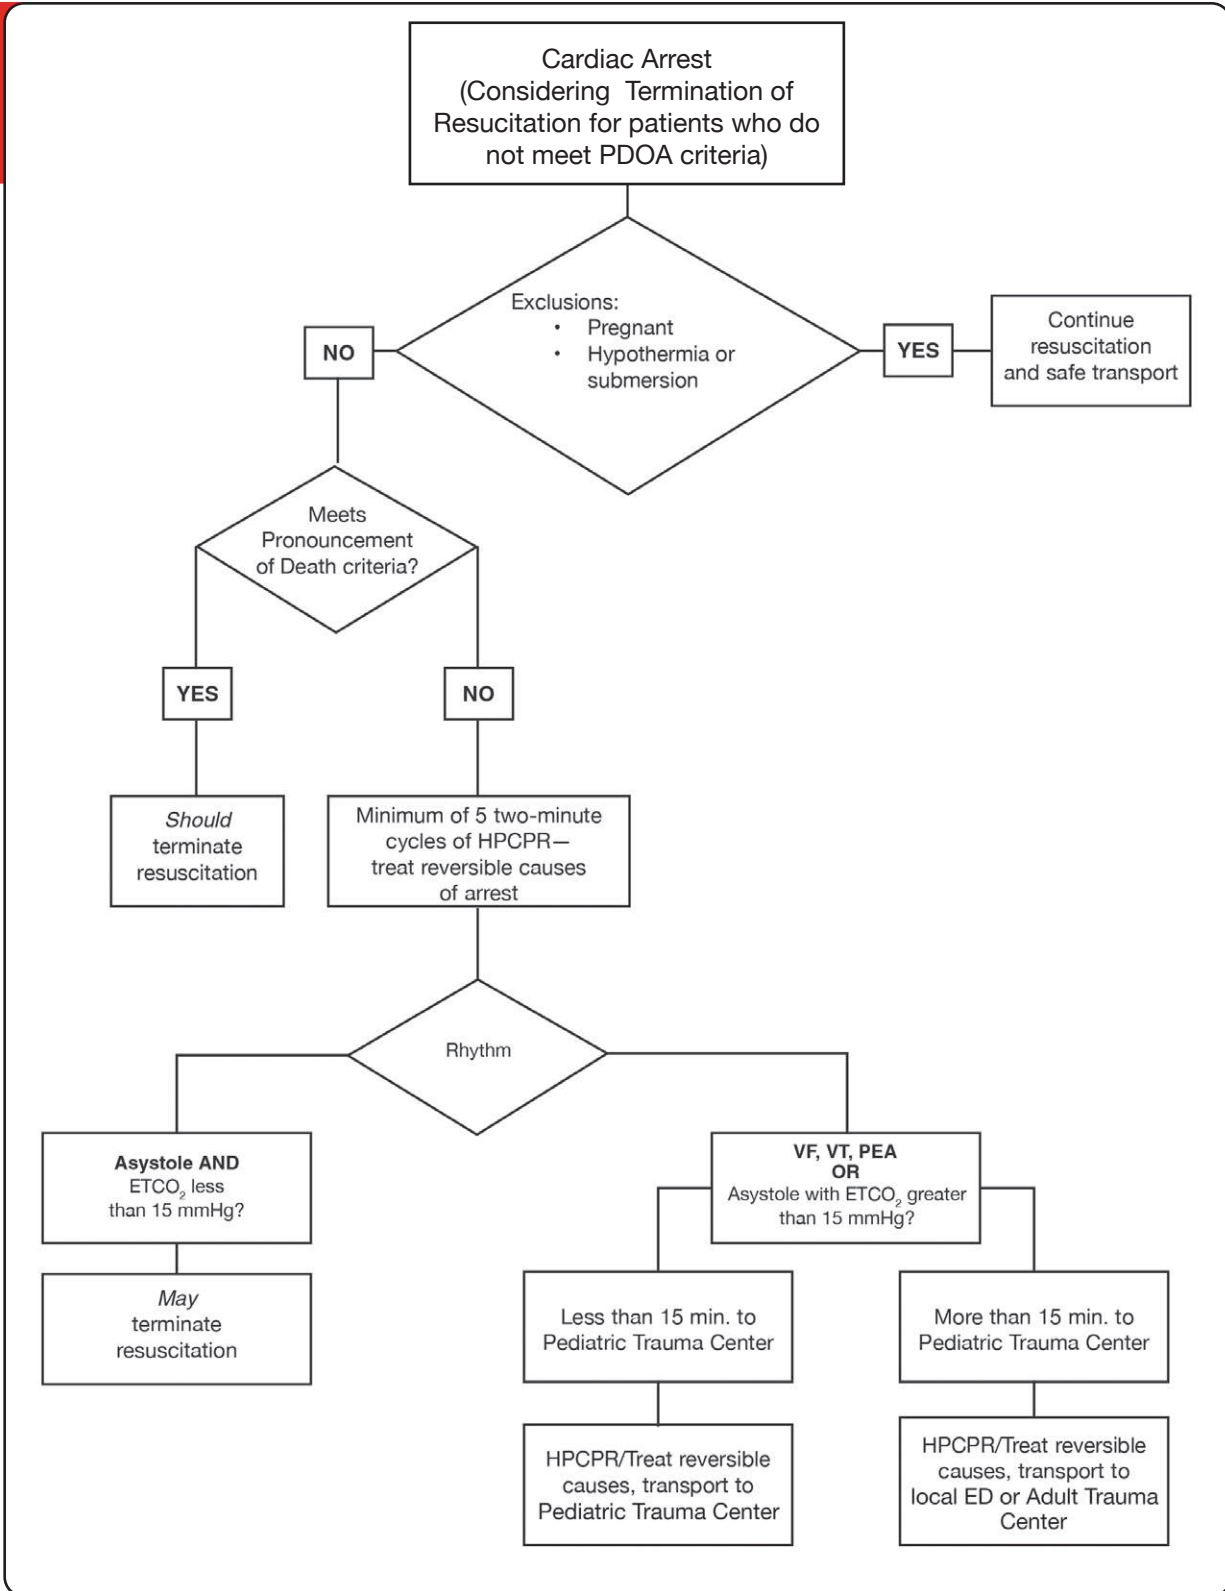 Cardiac Arrest
(Considering Termination of
Resucitation for patients who do
not meet PDOA criteria)
Exclusions:
• Pregnant
• Hypothermia or
submersion
NO
YES
Continue
resuscitation
and safe transport
Meets
Pronouncement
of Death criteria?
YES
NO
Should
terminate
resuscitation
Minimum of 5 two-minute
cycles of HPCPR—
treat reversible causes
of arrest
Rhythm
Asystole AND
ETCO₂ less
than 15 mmHg?
May
terminate
resuscitation
VF, VT, PEA
OR
Asystole with ETCO₂ greater
than 15 mmHg?
Less than 15 min. to
Pediatric Trauma Center
More than 15 min. to
Pediatric Trauma Center
HPCPR/Treat reversible
causes, transport to
Pediatric Trauma Center
HPCPR/Treat reversible
causes, transport to
local ED or Adult Trauma
Center